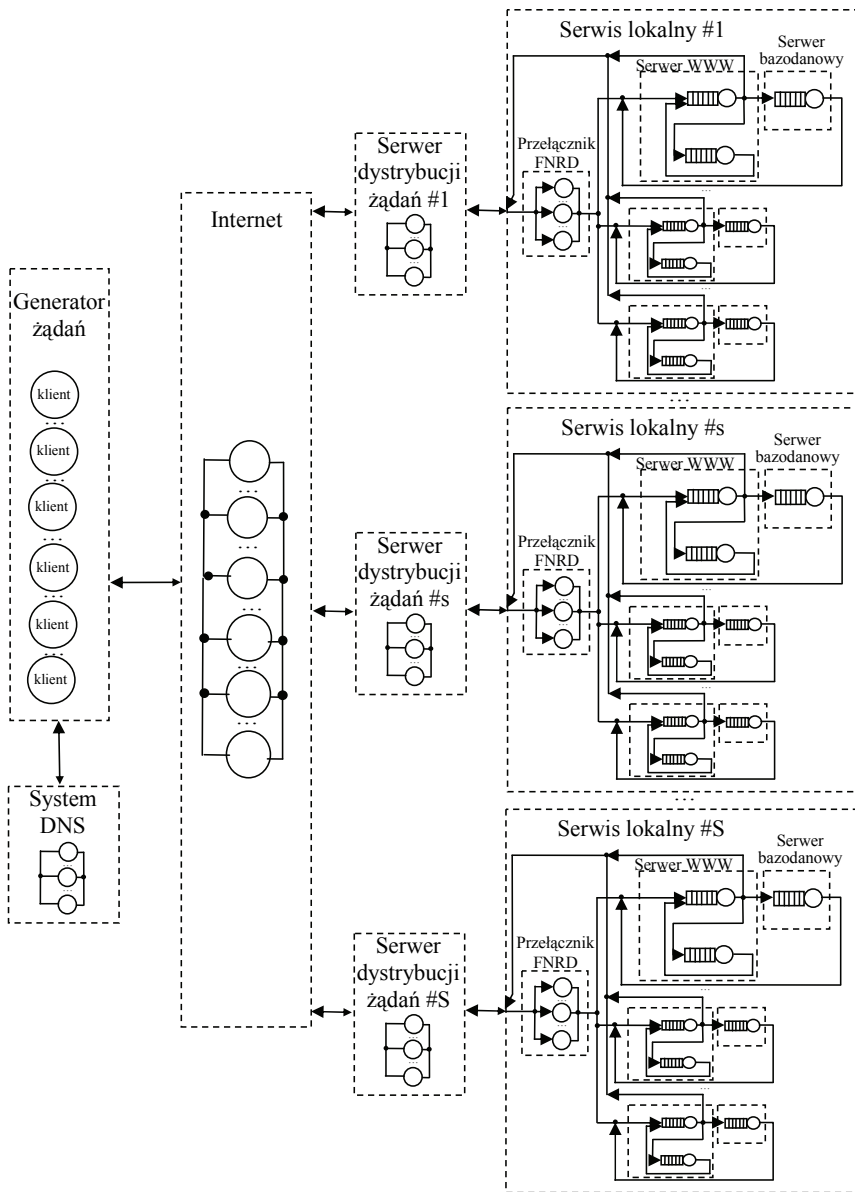 Generator
żądań
klient
...
klient
...
klient
...
klient
...
klient
...
klient
System
DNS
...
...
Internet
...
...
...
...
...
Serwer
dystrybucji
żądań #1
...
...
Serwis lokalny #1
Serwer WWW
Serwer
bazodanowy
Przełącznik
FNRD
...
...
...
...
...
Serwer
dystrybucji
żądań #s
...
...
Serwis lokalny #s
Serwer WWW
Serwer
bazodanowy
Przełącznik
FNRD
...
...
...
...
...
Serwer
dystrybucji
żądań #S
...
...
Serwis lokalny #S
Serwer WWW
Serwer
bazodanowy
Przełącznik
FNRD
...
...
...
...